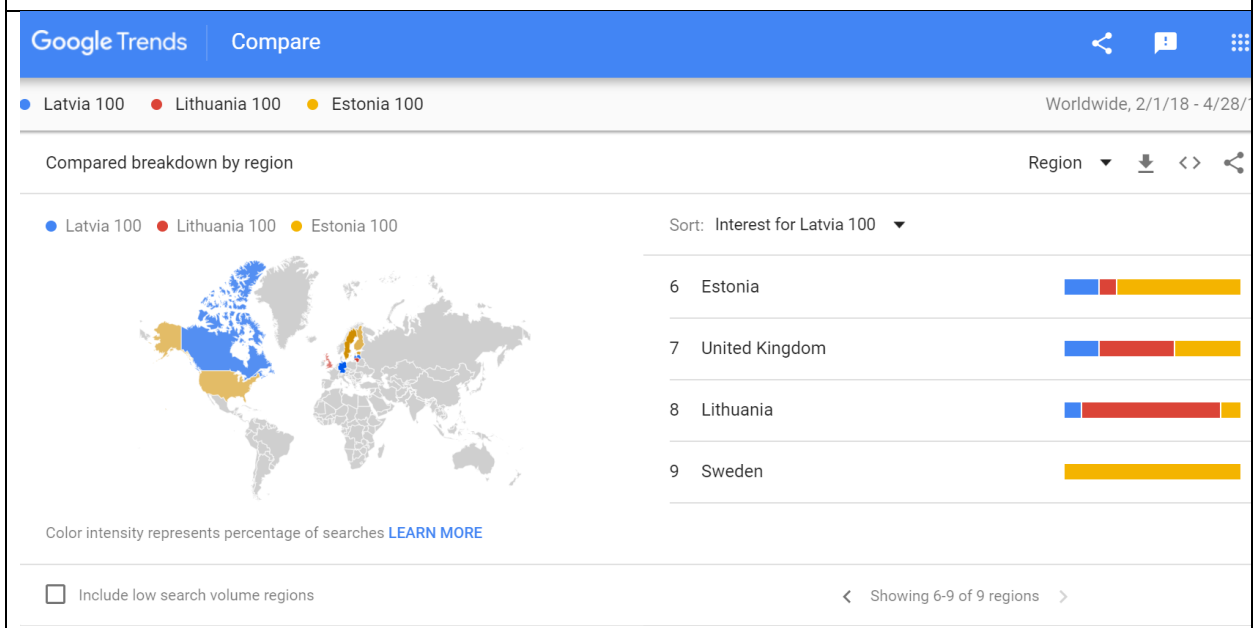 Google Trends Compare
Latvia 100 Lithuania 100 Estonia 100 Worldwide, 2/1/18 - 4/28/
Compared breakdown by region Region
Latvia 100 Lithuania 100 Estonia 100 Sort: Interest for Latvia 100
6 Estonia
7 United Kingdom
8 Lithuania
9 Sweden
Color intensity represents percentage of searches LEARN MORE
Include low search volume regions Showing 6-9 of 9 regions